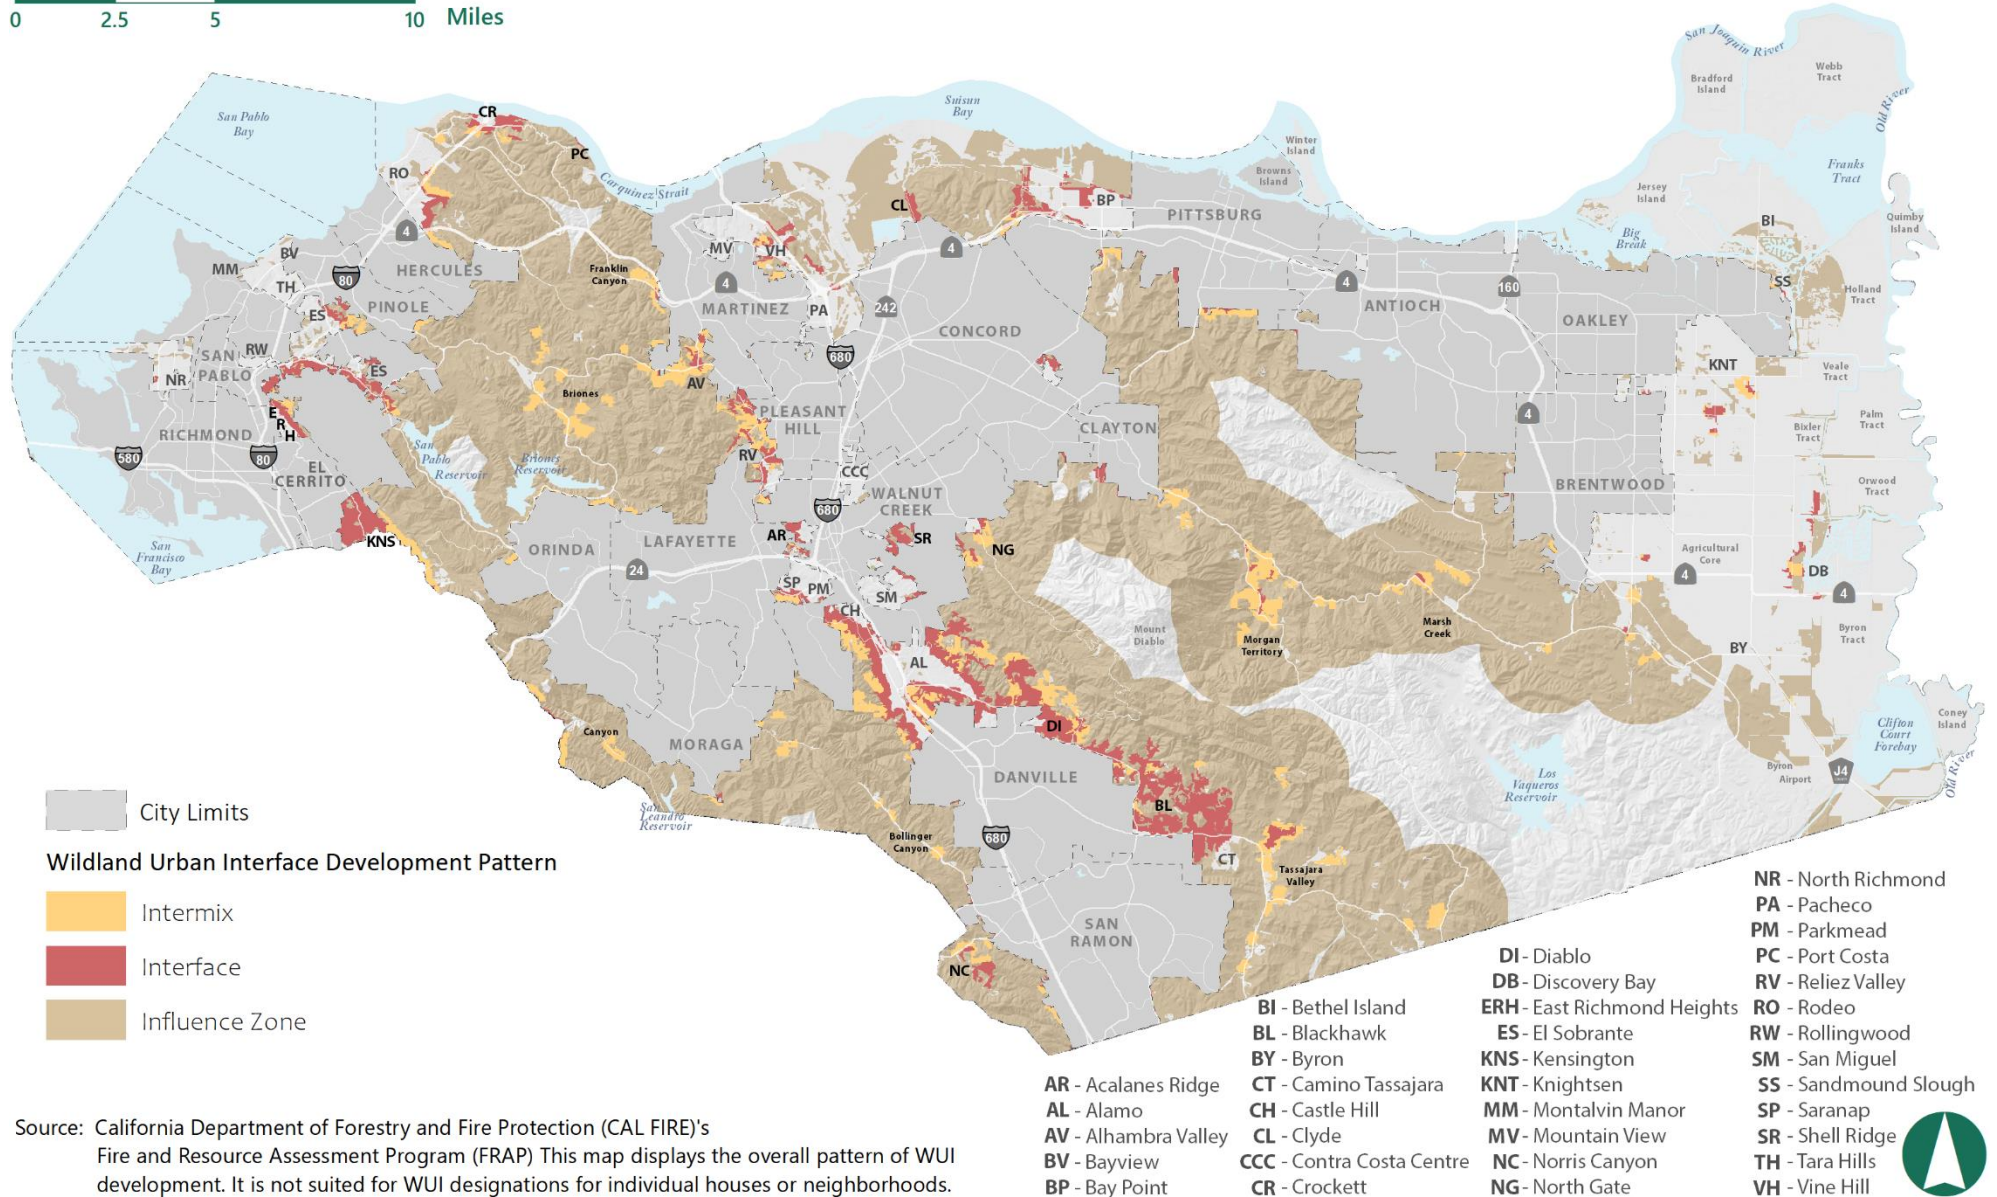 0 2.5 5 10 Miles
San Joaquin River
Bradford
Island
Webb
Tract
Old River
San Pablo
Bay
Suisun
Bay
CR
PC
RO
Carquinez Strait
Winter
Island
Browns
Island
Franks
Tract
Jersey
Island
Quimby
Island
BI
Big
Break
CL
BP
PITTSBURG
4
MV
VH
4
BV
MM
TH
80
HERCULES
Franklin
Canyon
4
MARTINEZ
PA
242
4
ANTIOCH
160
OAKLEY
SS
Holland
Tract
ES
PINOLE
CONCORD
680
SAN
PABLO
RW
NR
ES
AV
Briones
KNT
Veale
Tract
E
R
H
RICHMOND
PLEASANT
HILL
CLAYTON
4
Bixler
Tract
Palm
Tract
580
80
EL
CERRITO
San
Pablo
Reservoir
Briones
Reservoir
RV
CCC
WALNUT
CREEK
680
BRENTWOOD
Orwood
Tract
San
Francisco
Bay
KNS
ORINDA
LAFAYETTE
AR
SR
NG
24
SP
PM
SM
CH
Agricultural
Core
4
DB
4
Mount
Diablo
Morgan
Territory
Marsh
Creek
Byron
Tract
BY
AL
Canyon
MORAGA
DI
DANVILLE
Clifton
Court
Forebay
Coney
Island
Byron
Airport
J4
Old River
Los
Vaqueros
Reservoir
San
Leandro
Reservoir
BL
Bollinger
Canyon
680
CT
Tassajara
Valley
SAN
RAMON
NC
City Limits
Wildland Urban Interface Development Pattern
Intermix
Interface
Influence Zone
AR - Acalanes Ridge
AL - Alamo
AV - Alhambra Valley
BV - Bayview
BP - Bay Point
BI - Bethel Island
BL - Blackhawk
BY - Byron
CT - Camino Tassajara
CH - Castle Hill
CL - Clyde
CCC - Contra Costa Centre
CR - Crockett
DI - Diablo
DB - Discovery Bay
ERH - East Richmond Heights
ES - El Sobrante
KNS - Kensington
KNT - Knightsen
MM - Montalvin Manor
MV - Mountain View
NC - Norris Canyon
NG - North Gate
NR - North Richmond
PA - Pacheco
PM - Parkmead
PC - Port Costa
RV - Reliez Valley
RO - Rodeo
RW - Rollingwood
SM - San Miguel
SS - Sandmound Slough
SP - Saranap
SR - Shell Ridge
TH - Tara Hills
VH - Vine Hill
Source: California Department of Forestry and Fire Protection (CAL FIRE)'s
Fire and Resource Assessment Program (FRAP) This map displays the overall pattern of WUI
development. It is not suited for WUI designations for individual houses or neighborhoods.